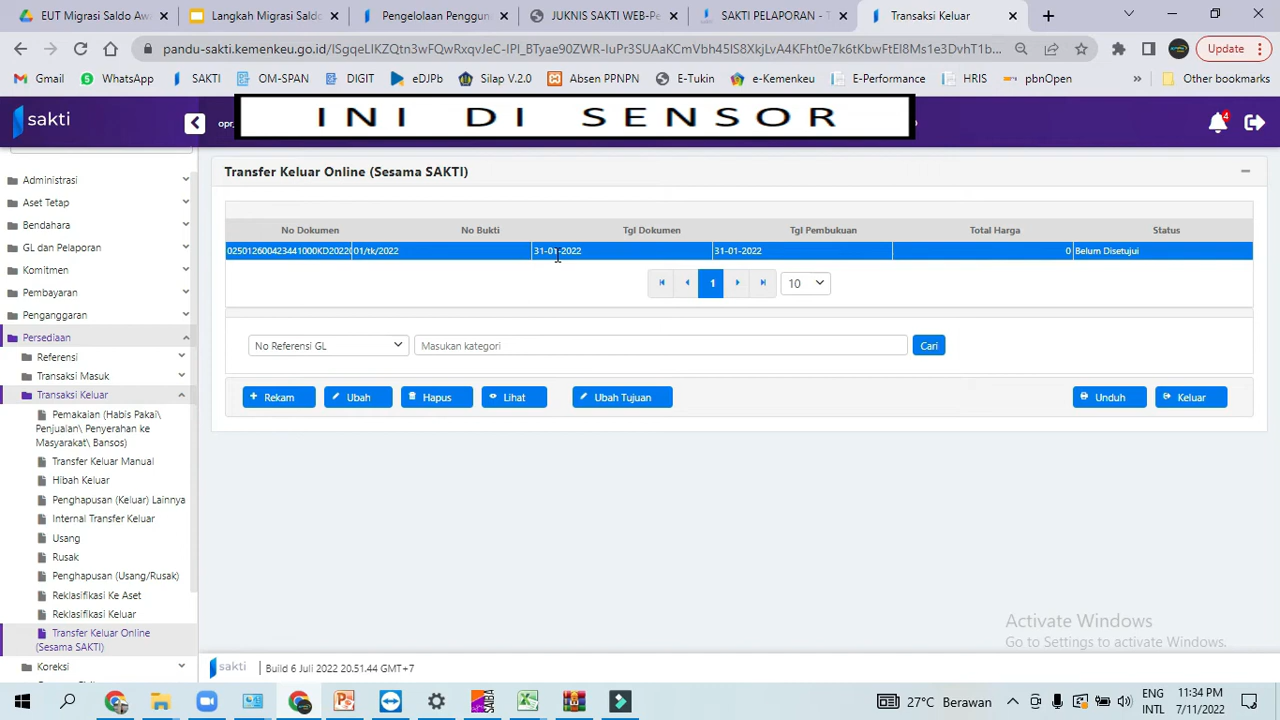 EUT Migrasi Saldo Awa
Langkah Migrasi Saldo
Pengelolaan Penggun
JUKNIS SAKTI WEB-Pe
SAKTI PELAPORAN - T
Transaksi Keluar
Update
Gmail
WhatsApp
SAKTI
OM-SPAN
DIGIT
eDJPb
Silap V.2.0
Absen PPNPN
E-Tukin
e-Kemenkeu
E-Performance
HRIS
pbnOpen
Other bookmarks
sakti
opr
INI DI SENSOR
4
Administrasi
Aset Tetap
Bendahara
GL dan Pelaporan
Komitmen
Pembayaran
Penganggaran
Persediaan
Referensi
Transaksi Masuk
Transaksi Keluar
Pemakaian (Habis Pakai\
Penjualan\ Penyerahan ke
Masyarakat\ Bansos)
Transfer Keluar Manual
Hibah Keluar
Penghapusan (Keluar) Lainnya
Internal Transfer Keluar
Usang
Rusak
Penghapusan (Usang/Rusak)
Reklasifikasi Ke Aset
Reklasifikasi Keluar
Transfer Keluar Online
(Sesama SAKTI)
Koreksi
Transfer Keluar Online (Sesama SAKTI)
No Dokumen
No Bukti
Tgl Dokumen
Tgl Pembukuan
Total Harga
Status
01/tk/2022
31-01-2022
31-01-2022
0
Belum Disetujui
1
10
No Referensi GL
Masukan kategori
Cari
Rekam
Ubah
Hapus
Lihat
Ubah Tujuan
Unduh
Keluar
Activate Windows
Go to Settings to activate Windows.
sakti
Build 6 Juli 2022 20.51.44 GMT+7
27°C Berawan
ENG
INTL
11:34 PM
7/11/2022